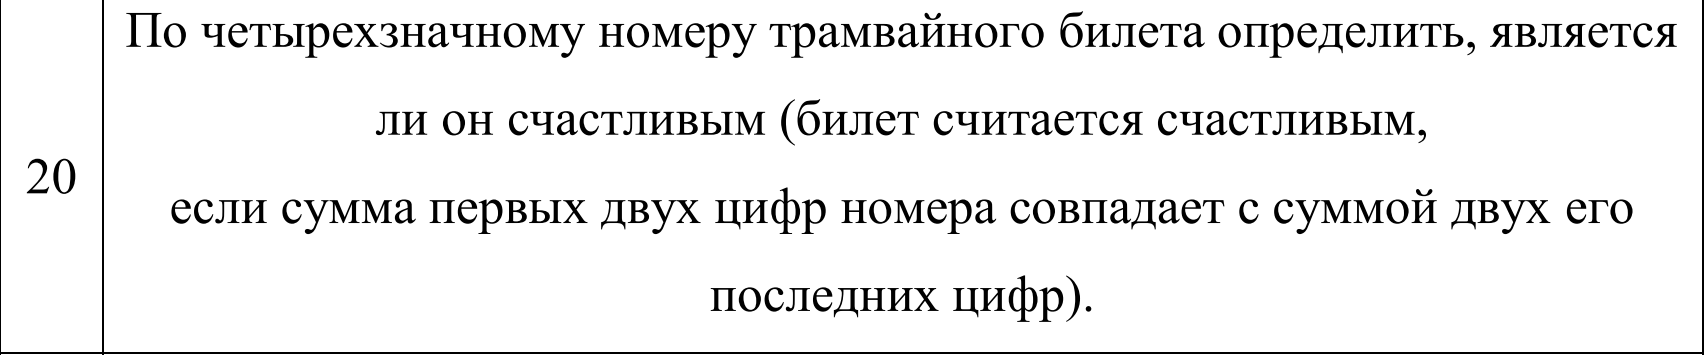 По четырехзначному номеру трамвайного билета определить, является
ли он счастливым (билет считается счастливым,
20
если сумма первых двух цифр номера совпадает с суммой двух его
последних цифр).